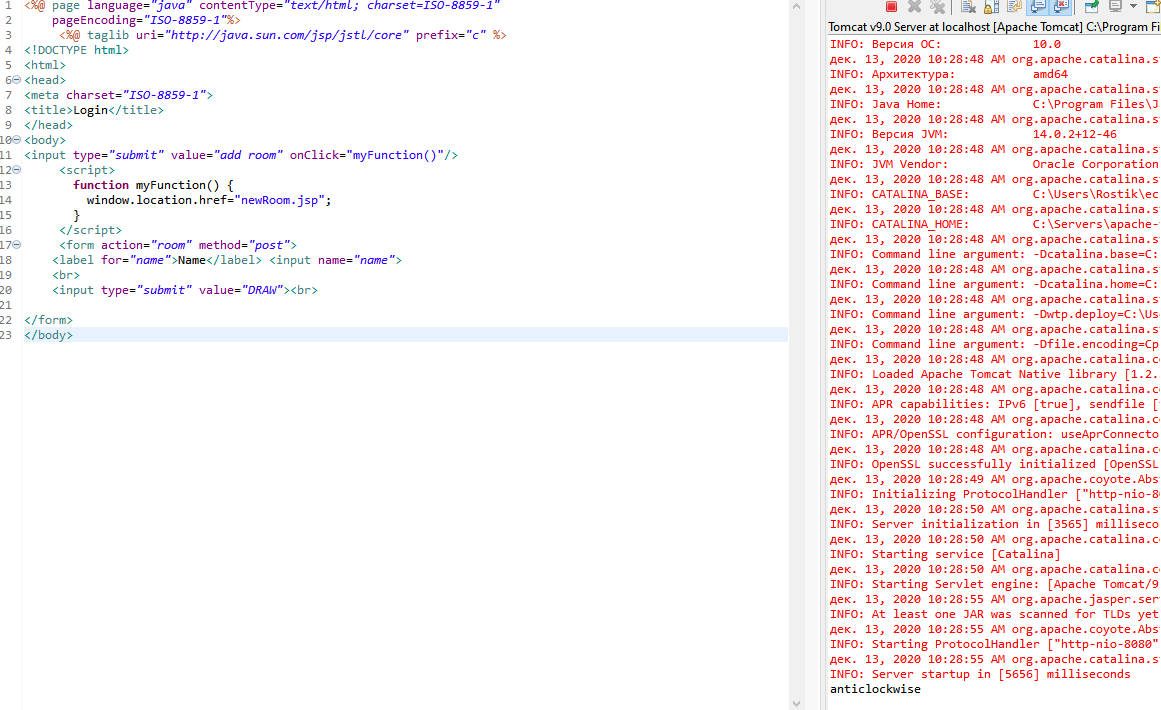 1 <%@ page language="java" contentType="text/html; charset=ISO-8859-1"
2 pageEncoding="ISO-8859-1"%>
3 <%@ taglib uri="http://java.sun.com/jsp/jstl/core" prefix="c" %>
4 <!DOCTYPE html>
5 <html>
6 <head>
7 <meta charset="ISO-8859-1">
8 <title>Login</title>
9 </head>
10 <body>
11 <input type="submit" value="add room" onClick="myFunction()"/>
12 <script>
13 function myFunction() {
14 window.location.href="newRoom.jsp";
15 }
16 </script>
17 <form action="room" method="post">
18 <label for="name">Name</label> <input name="name">
19 <br>
20 <input type="submit" value="DRAW"><br>
21
22 </form>
23 </body>
Tomcat v9.0 Server at localhost [Apache Tomcat] C:\Program Fi
INFO: Версия ОС: 10.0
дек. 13, 2020 10:28:48 AM org.apache.catalina.st
INFO: Архитектура: amd64
дек. 13, 2020 10:28:48 AM org.apache.catalina.st
INFO: Java Home: C:\Program Files\J
дек. 13, 2020 10:28:48 AM org.apache.catalina.st
INFO: Версия JVM: 14.0.2+12-46
дек. 13, 2020 10:28:48 AM org.apache.catalina.st
INFO: JVM Vendor: Oracle Corporation
дек. 13, 2020 10:28:48 AM org.apache.catalina.st
INFO: CATALINA_BASE: C:\Users\Rostik\ec
дек. 13, 2020 10:28:48 AM org.apache.catalina.st
INFO: CATALINA_HOME: C:\Servers\apache-
дек. 13, 2020 10:28:48 AM org.apache.catalina.st
INFO: Command line argument: -Dcatalina.base=C:
дек. 13, 2020 10:28:48 AM org.apache.catalina.st
INFO: Command line argument: -Dcatalina.home=C:
дек. 13, 2020 10:28:48 AM org.apache.catalina.st
INFO: Command line argument: -Dwtp.deploy=C:\Us
дек. 13, 2020 10:28:48 AM org.apache.catalina.st
INFO: Command line argument: -Dfile.encoding=Cp
дек. 13, 2020 10:28:48 AM org.apache.catalina.co
INFO: Loaded Apache Tomcat Native library [1.2.
дек. 13, 2020 10:28:48 AM org.apache.catalina.co
INFO: APR capabilities: IPv6 [true], sendfile [
дек. 13, 2020 10:28:48 AM org.apache.catalina.co
INFO: APR/OpenSSL configuration: useAprConnecto
дек. 13, 2020 10:28:48 AM org.apache.catalina.co
INFO: OpenSSL successfully initialized [OpenSSL
дек. 13, 2020 10:28:49 AM org.apache.coyote.Abs
INFO: Initializing ProtocolHandler ["http-nio-80
дек. 13, 2020 10:28:50 AM org.apache.catalina.st
INFO: Server initialization in [3565] milliseco
дек. 13, 2020 10:28:50 AM org.apache.catalina.co
INFO: Starting service [Catalina]
дек. 13, 2020 10:28:50 AM org.apache.catalina.co
INFO: Starting Servlet engine: [Apache Tomcat/9
дек. 13, 2020 10:28:55 AM org.apache.jasper.ser
INFO: At least one JAR was scanned for TLDs yet
дек. 13, 2020 10:28:55 AM org.apache.coyote.Abs
INFO: Starting ProtocolHandler ["http-nio-8080"
дек. 13, 2020 10:28:55 AM org.apache.catalina.st
INFO: Server startup in [5656] milliseconds
anticlockwise